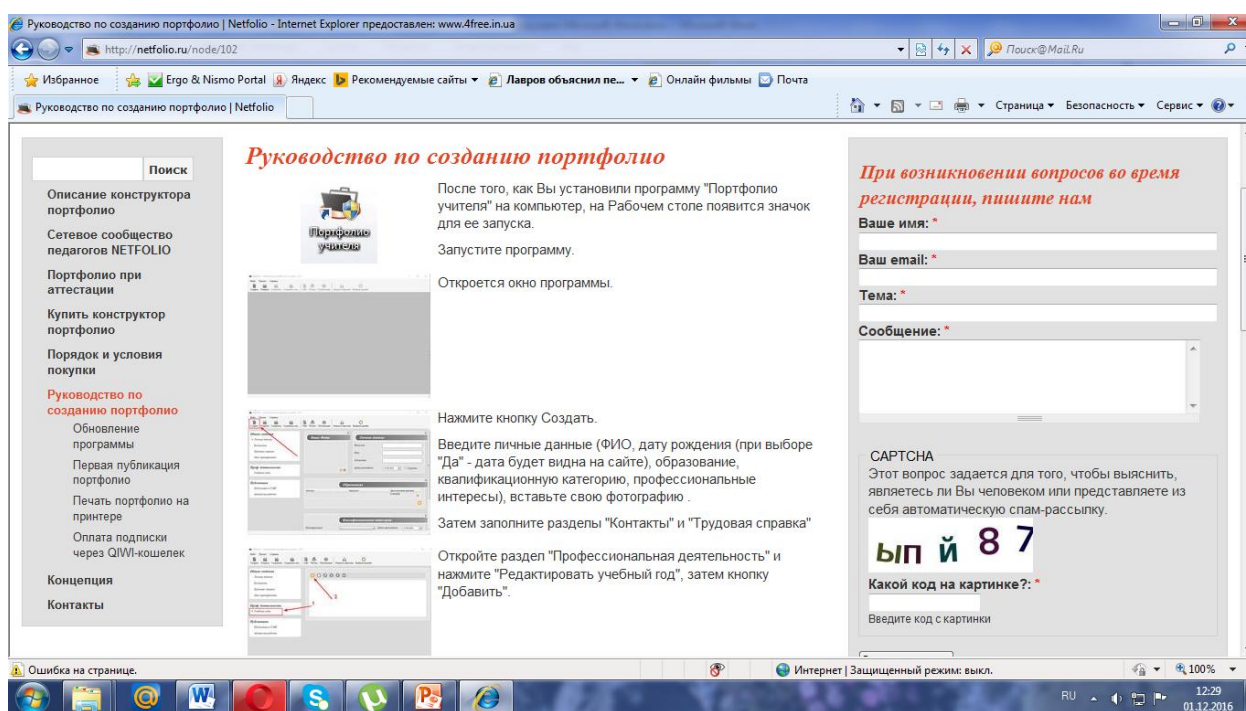 Руководство по созданию портфолио | Netfolio - Internet Explorer предоставлен: www.4free.in.ua
http://netfolio.ru/node/102
Поиск@Mail.Ru
Избранное
Ergo & Nismo Portal
Яндекс
Рекомендуемые сайты
Лавров объяснил пе...
Онлайн фильмы
Почта
Руководство по созданию портфолио | Netfolio
Страница
Безопасность
Сервис
Поиск
Описание конструктора
портфолио
Сетевое сообщество
педагогов NETFOLIO
Портфолио при
аттестации
Купить конструктор
портфолио
Порядок и условия
покупки
Руководство по
созданию портфолио
Обновление
программы
Первая публикация
портфолио
Печать портфолио на
принтере
Оплата подписки
через QIWI-кошелек
Концепция
Контакты
Руководство по созданию портфолио
Портфолио
учителя
После того, как Вы установили программу "Портфолио
учителя" на компьютер, на Рабочем столе появится значок
для ее запуска.
Запустите программу.
Откроется окно программы.
Нажмите кнопку Создать.
Введите личные данные (ФИО, дату рождения (при выборе
"Да" - дата будет видна на сайте), образование,
квалификационную категорию, профессиональные
интересы), вставьте свою фотографию .
Затем заполните разделы "Контакты" и "Трудовая справка"
Откройте раздел "Профессиональная деятельность" и
нажмите "Редактировать учебный год", затем кнопку
"Добавить".
При возникновении вопросов во время
регистрации, пишите нам
Ваше имя: *
Ваш email: *
Тема: *
Сообщение: *
CAPTCHA
Этот вопрос задается для того, чтобы выяснить,
являетесь ли Вы человеком или представляете из
себя автоматическую спам-рассылку.
ып й 8 7
Какой код на картинке?: *
Введите код с картинки
Ошибка на странице.
Интернет | Защищенный режим: выкл.
100%
RU
12:29
01.12.2016